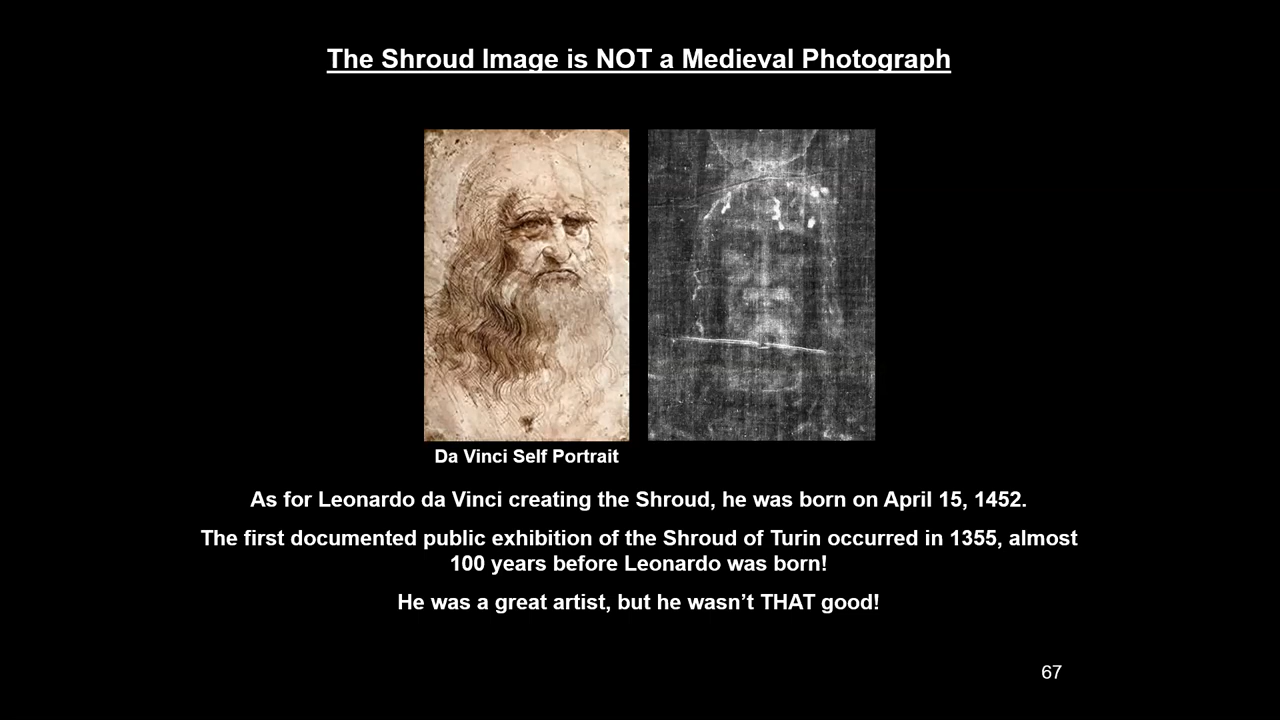 The Shroud Image is NOT a Medieval Photograph
Da Vinci Self Portrait
As for Leonardo da Vinci creating the Shroud, he was born on April 15, 1452.
The first documented public exhibition of the Shroud of Turin occurred in 1355, almost
100 years before Leonardo was born!
He was a great artist, but he wasn’t THAT good!
67